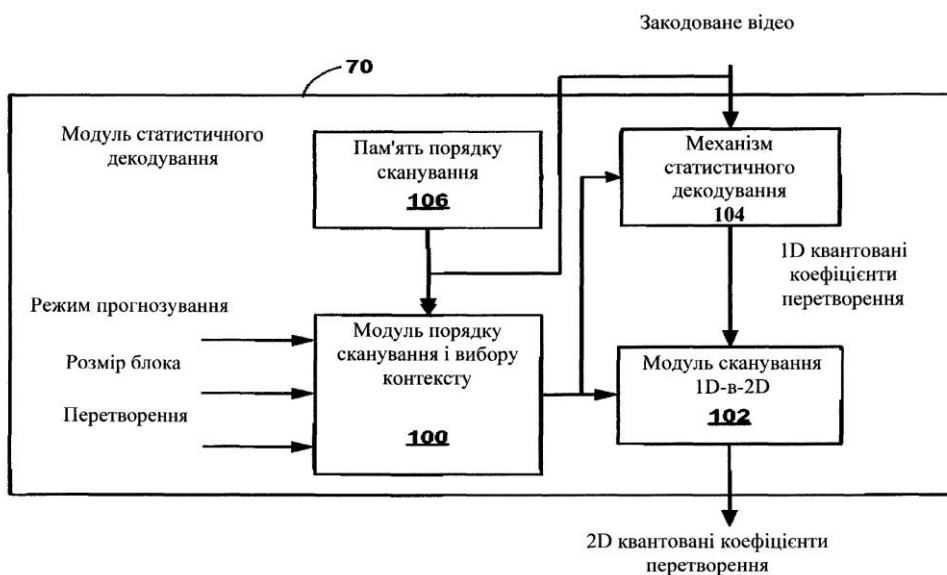 Закодоване відео
70
Модуль статистичного
декодування
Пам'ять порядку
сканування
106
Механізм
статистичного
декодування
104
1D квантовані
коефіцієнти
перетворення
Режим прогнозування
Розмір блока
Перетворення
Модуль порядку
сканування і вибору
контексту
100
Модуль сканування
1D-в-2D
102
2D квантовані коефіцієнти
перетворення